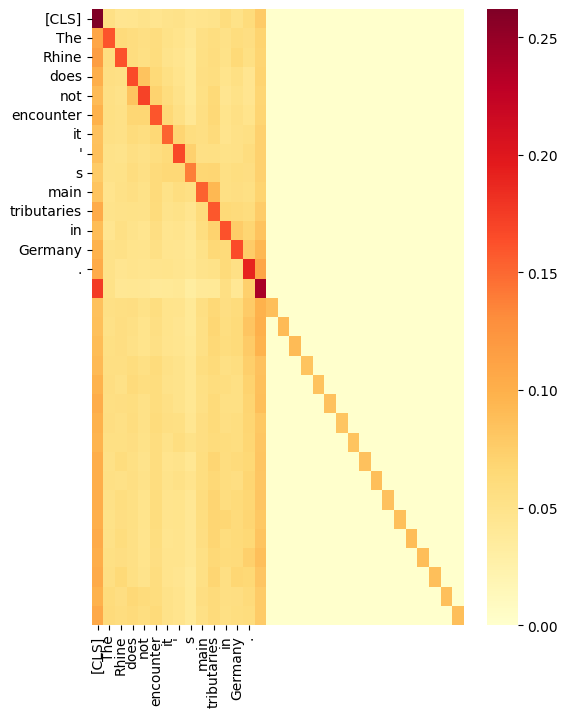 [CLS]
The
Rhine
does
not
encounter
it
'
s
main
tributaries
in
Germany
.
[CLS]
The
Rhine
does
not
encounter
it
'
s
main
tributaries
in
Germany
.
0.25
0.20
0.15
0.10
0.05
0.00